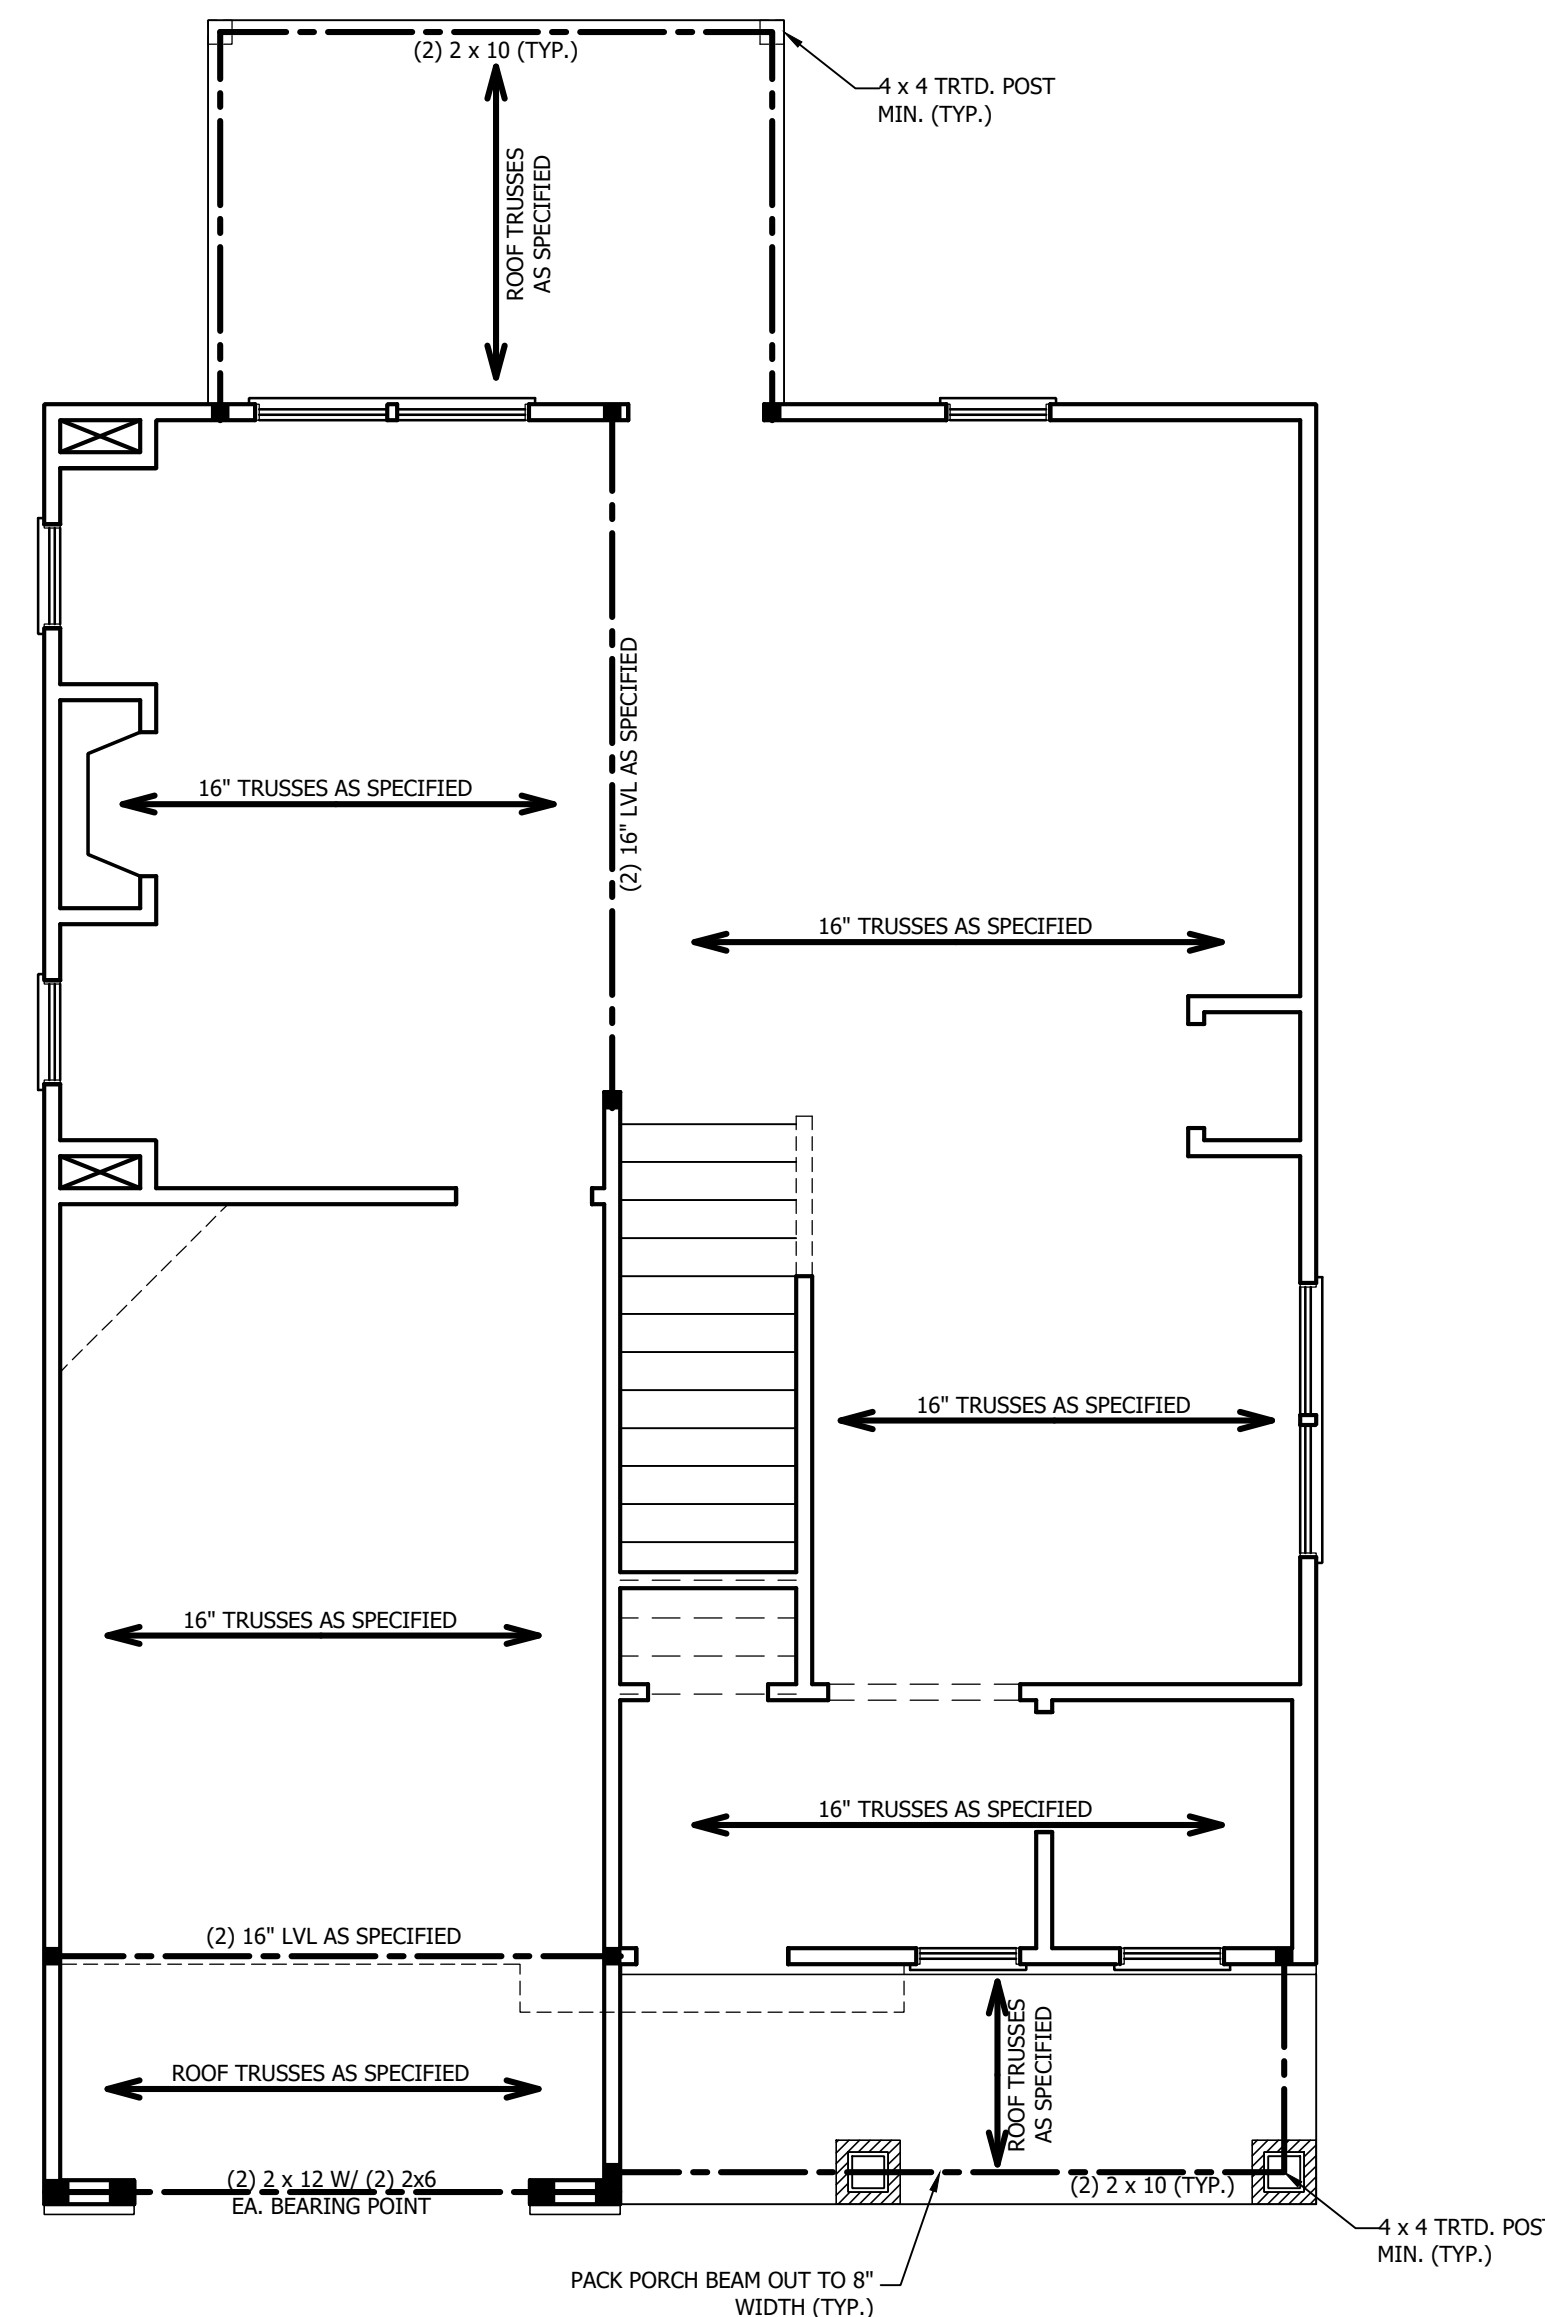 (2) 2 x 10 (TYP.)
4 x 4 TRTD. POST
MIN. (TYP.)
ROOF TRUSSES
AS SPECIFIED
(2) 16" LVL AS SPECIFIED
16" TRUSSES AS SPECIFIED
16" TRUSSES AS SPECIFIED
16" TRUSSES AS SPECIFIED
16" TRUSSES AS SPECIFIED
16" TRUSSES AS SPECIFIED
(2) 16" LVL AS SPECIFIED
ROOF TRUSSES
AS SPECIFIED
ROOF TRUSSES AS SPECIFIED
(2) 2 x 12 W/ (2) 2x6
EA. BEARING POINT
(2) 2 x 10 (TYP.)
4 x 4 TRTD. POS
MIN. (TYP.)
PACK PORCH BEAM OUT TO 8"
WIDTH (TYP.)